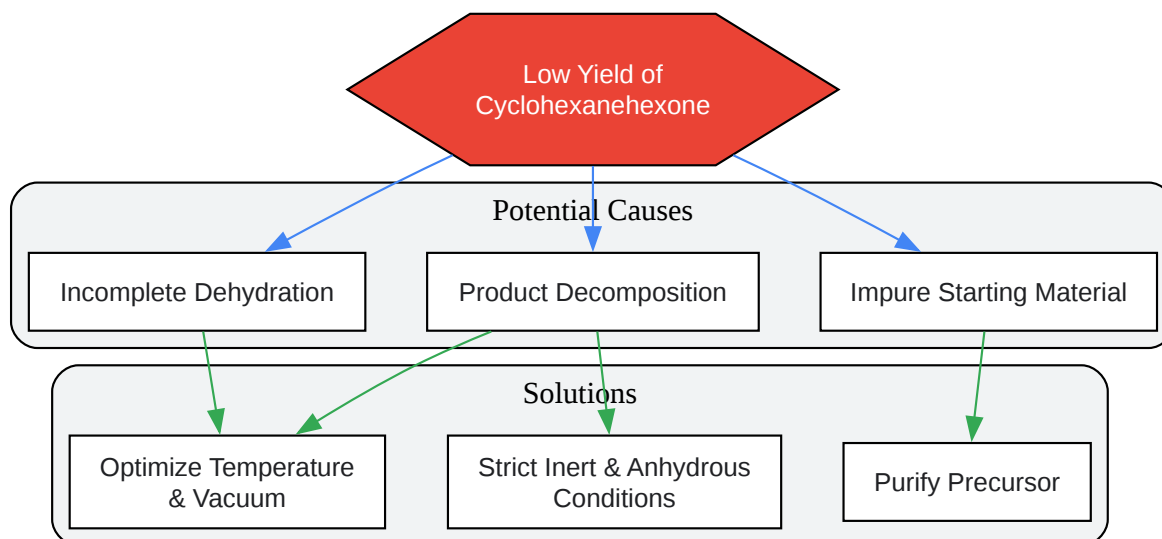 Low Yield of
Cyclohexanehexone
Potential Causes
Incomplete Dehydration
Product Decomposition
Impure Starting Material
Solutions
Optimize Temperature
& Vacuum
Strict Inert & Anhydrous
Conditions
Purify Precursor